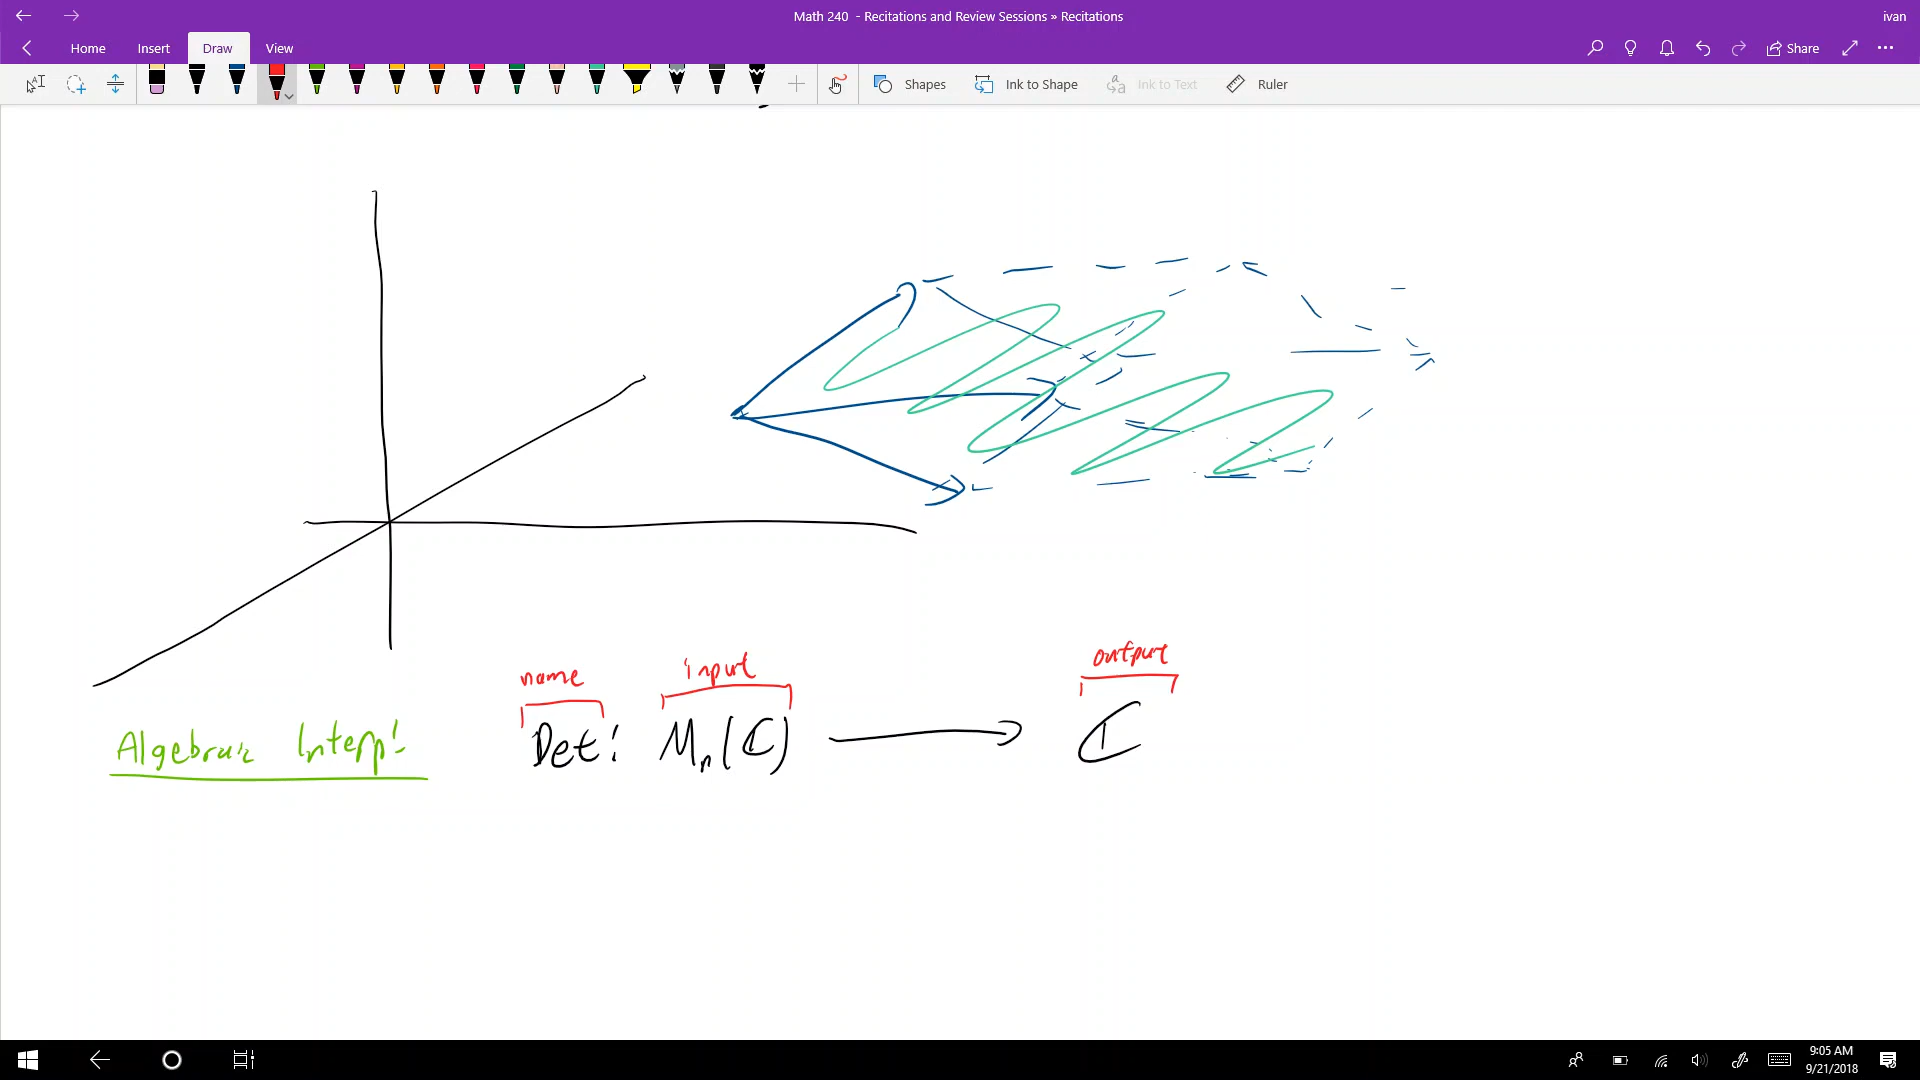 Math 240 - Recitations and Review Sessions » Recitations
ivan
Home Insert Draw View
Share
Shapes Ink to Shape Ink to Text Ruler
name input output
Algebraic Interp: Det: Mn(ℂ) ⟶ ℂ
9:05 AM
9/21/2018